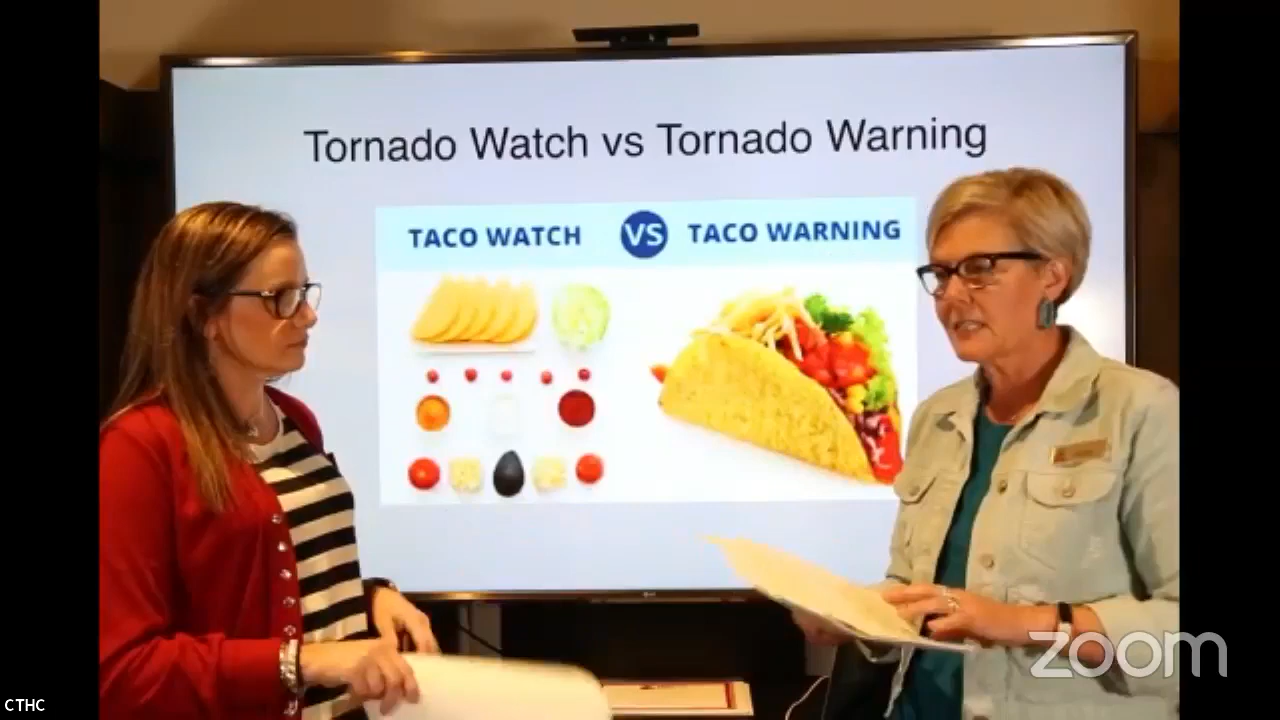 Tornado Watch vs Tornado Warning
TACO WATCH VS TACO WARNING
zoom
CTHC